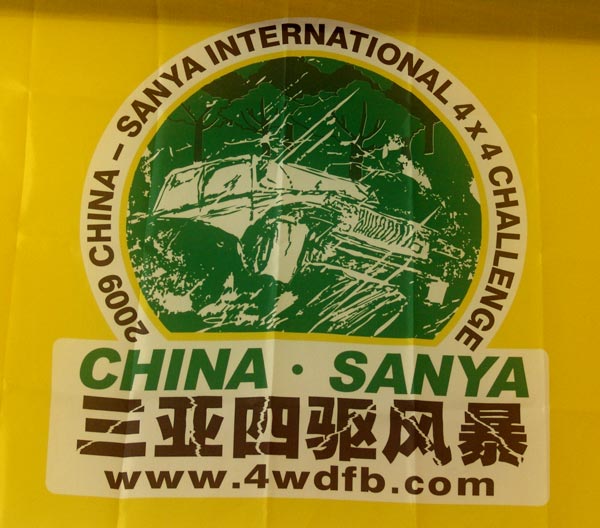 2009 CHINA – SANYA INTERNATIONAL 4 x 4 CHALLENGE
CHINA · SANYA
三亚四驱风暴
www.4wdfb.com